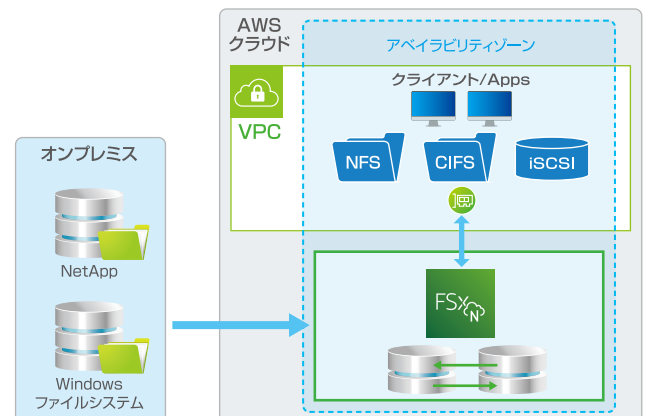 AWS
クラウド
アベイラビリティゾーン
クライアント/Apps
VPC
NFS
CIFS
iSCSI
オンプレミス
NetApp
FSx
N
Windows
ファイルシステム